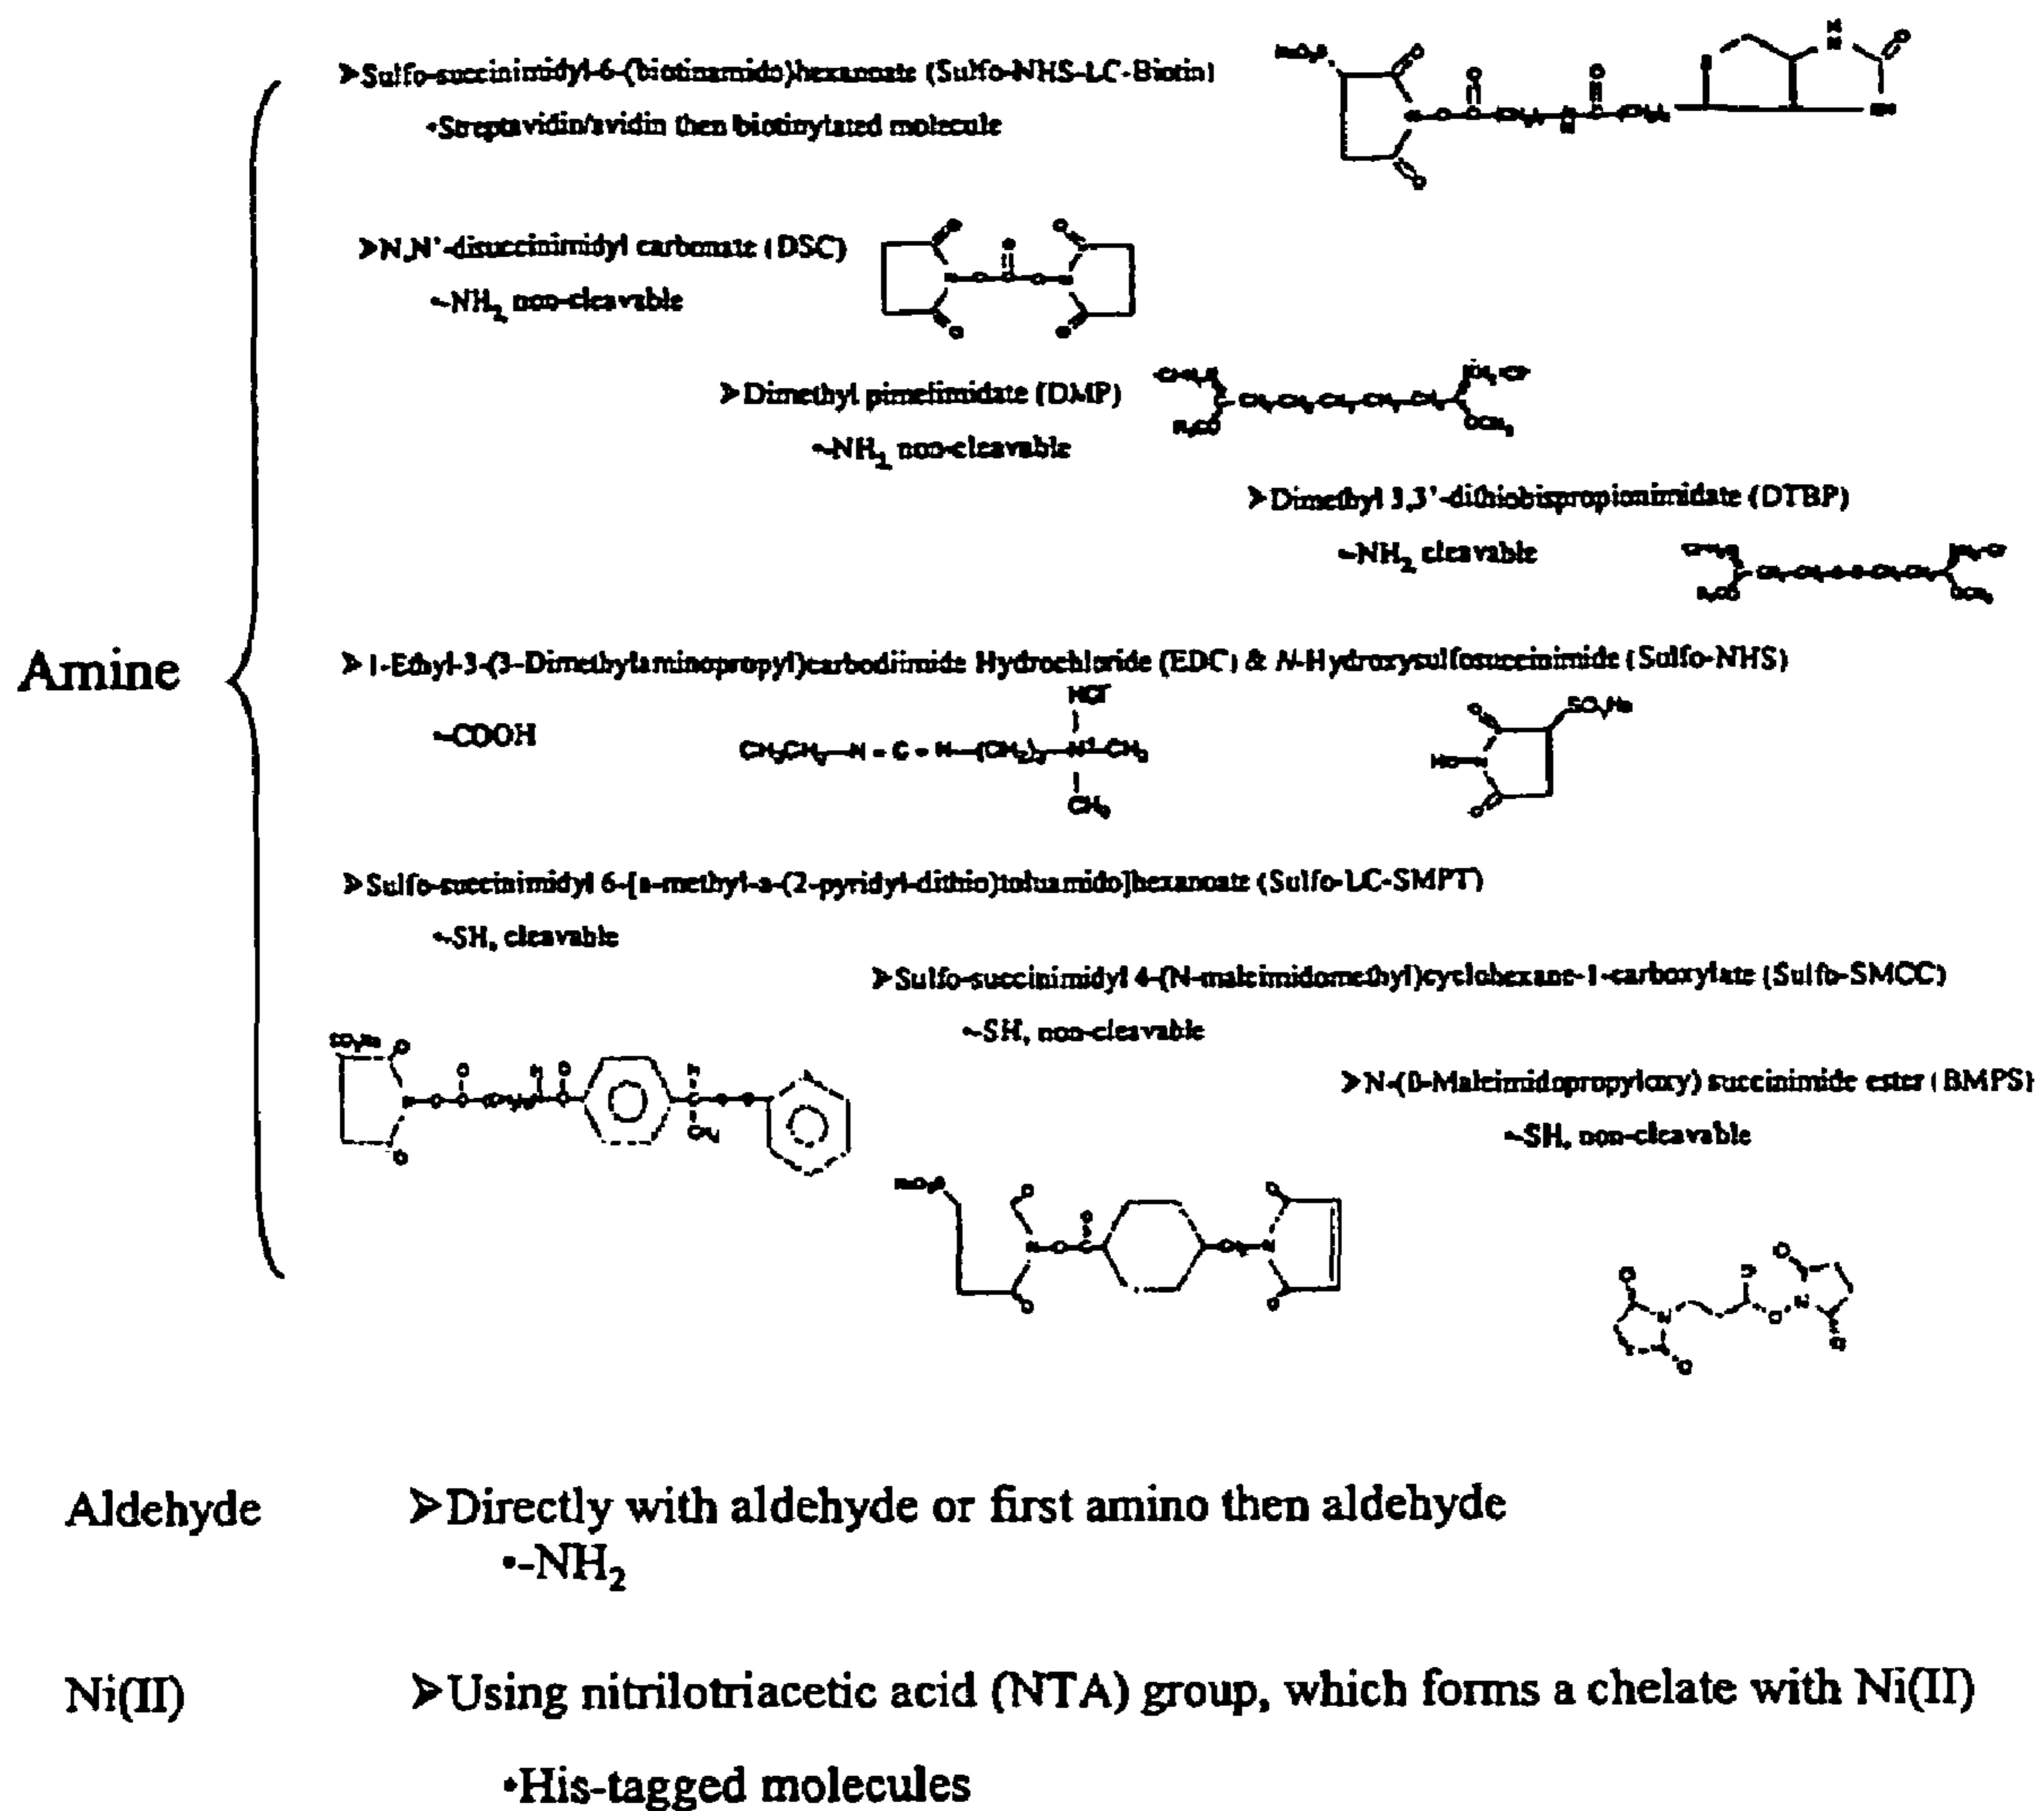 ➤Sulfo-succinimidyl-6-(biotinamido)hexanoate (Sulfo-NHS-LC-Biotin)
•Streptavidin/avidin then biotinylated molecule
➤N,N'-disuccinimidyl carbonate (DSC)
•-NH₂ non-cleavable
➤Dimethyl pimelimidate (DMP)
•-NH₂ non-cleavable
➤Dimethyl 3,3'-dithiobispropionimidate (DTBP)
•-NH₂ cleavable
Amine
➤1-Ethyl-3-(3-Dimethylaminopropyl)carbodiimide Hydrochloride (EDC) & N-Hydroxysulfosuccinimide (Sulfo-NHS)
•-COOH
➤Sulfo-succinimidyl 6-[a-methyl-a-(2-pyridyl-dithio)toluamido]hexanoate (Sulfo-LC-SMPT)
•-SH, cleavable
➤Sulfo-succinimidyl 4-(N-maleimidomethyl)cyclohexane-1-carboxylate (Sulfo-SMCC)
•-SH, non-cleavable
➤N-(ß-Maleimidopropyloxy) succinimide ester (BMPS)
•-SH, non-cleavable
Aldehyde ➤Directly with aldehyde or first amino then aldehyde
•-NH₂
Ni(II) ➤Using nitrilotriacetic acid (NTA) group, which forms a chelate with Ni(II)
•His-tagged molecules